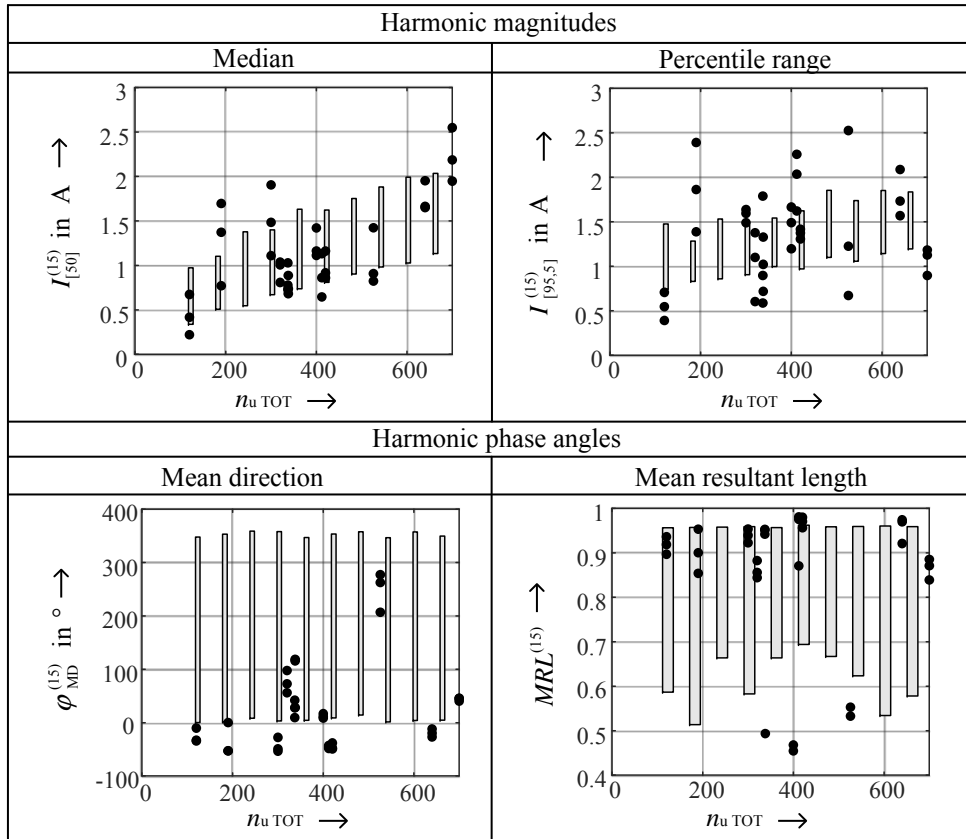 Harmonic magnitudes
Median
Percentile range
3
2.5
2
1.5
1
0.5
0
0 200 400 600
I[50](15) in A →
nu TOT →
3
2.5
2
1.5
1
0.5
0
0 200 400 600
I[95,5](15) in A →
nu TOT →
Harmonic phase angles
Mean direction
Mean resultant length
400
300
200
100
0
-100
0 200 400 600
φMD(15) in ° →
nu TOT →
1
0.9
0.8
0.7
0.6
0.5
0.4
0 200 400 600
MRL(15) →
nu TOT →